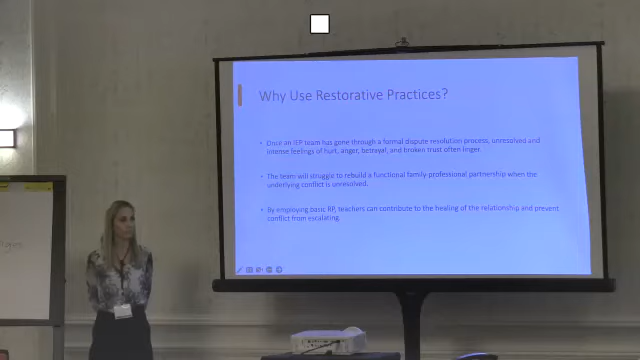 Why Use Restorative Practices?
• Once an IEP team has gone through a formal dispute resolution process, unresolved and
intense feelings of hurt, anger, betrayal, and broken trust often linger.
• The team will struggle to rebuild a functional family-professional partnership when the
underlying conflict is unresolved.
• By employing basic RP, teachers can contribute to the healing of the relationship and prevent
conflict from escalating.